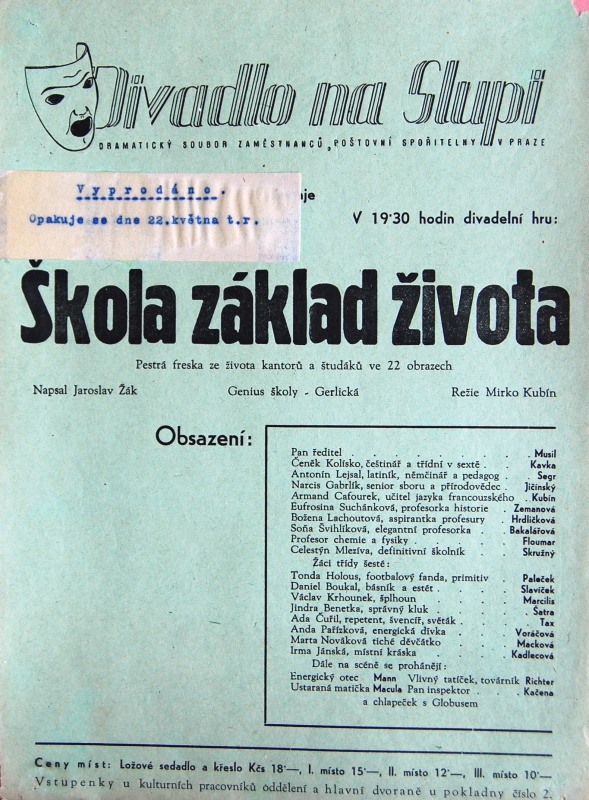 Divadlo na Slupi
DRAMATICKÝ SOUBOR ZAMĚSTNANCŮ „POŠTOVNÍ SPOŘITELNY V PRAZE
Vyprodáno.
Opakuje se dne 22.května t.r.
aje
V 19·30 hodin divadelní hru:
Škola základ života
Pestrá freska ze života kantorů a študáků ve 22 obrazech
Napsal Jaroslav Žák Genius školy - Gerlická Režie Mirko Kubín
Obsazení:
Pan ředitel . . . . . . . . . Musil
Čeněk Kolísko, češtinář a třídní v sextě . . Kavka
Antonín Lejsal, latiník, němčinář a pedagog . Segr
Narcis Gabrlík, senior sboru a přírodovědec . Jičínský
Armand Cafourek, učitel jazyka francouzského . Kubín
Eufrosina Suchánková, profesorka historie . Zemanová
Božena Lachoutová, aspirantka profesury . Hrdličková
Soňa Švihlíková, elegantní profesorka . . Bakalářová
Profesor chemie a fysiky . . . . . Floumar
Celestýn Mlezíva, definitivní školník . . . Skružný
Žáci třídy šesté:
Tonda Holous, footbalový fanda, primitiv . Paleček
Daniel Boukal, básník a estét . . . . Slavíček
Václav Krhounek, šplhoun . . . . Marcilis
Jindra Benetka, správný kluk . . . . Šatra
Ada Čuřil, repetent, švencíř, světák . . . Tax
Anda Pařízková, energická dívka . . . Voráčová
Marta Nováková tiché děvčátko . . . Macková
Irma Jánská, místní kráska . . . . Kadlecová
Dále na scéně se prohánějí:
Energický otec Mann Vlivný tatíček, továrník Richter
Ustaraná matička Macula Pan inspektor . . . Kačena
a chlapeček s Globusem
Ceny míst: Ložové sedadlo a křeslo Kčs 18·—, I. místo 15·—, II. místo 12·—, III. místo 10·—
Vstupenky u kulturních pracovníků oddělení a hlavní dvoraně u pokladny číslo 2.